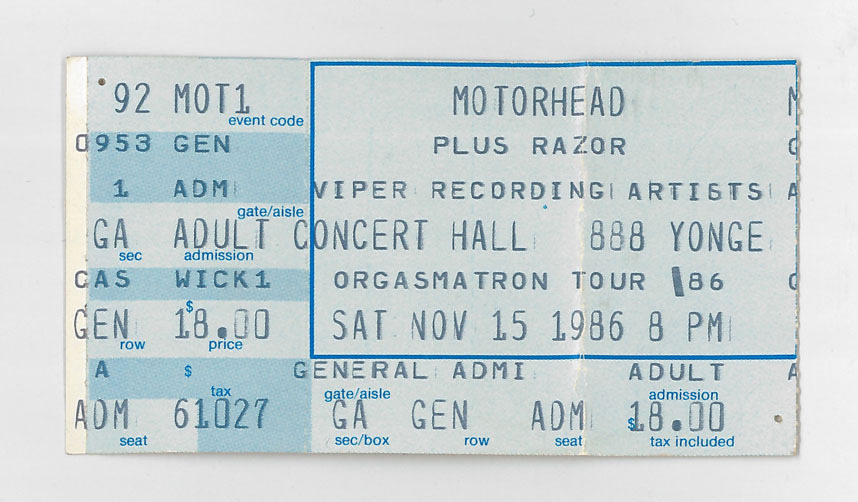 92 MOT1
event code
0953 GEN
1 ADM
gate/aisle
GA ADULT
sec admission
GAS WICK1
$
GEN 18.00
row price
A $
tax
ADM 61027
seat
MOTORHEAD
PLUS RAZOR
VIPER RECORDING ARTISTS
CONCERT HALL 888 YONGE
ORGASMATRON TOUR '86
SAT NOV 15 1986 8 PM
GENERAL ADMI ADULT
gate/aisle admission
GA GEN ADM $18.00
sec/box row seat tax included